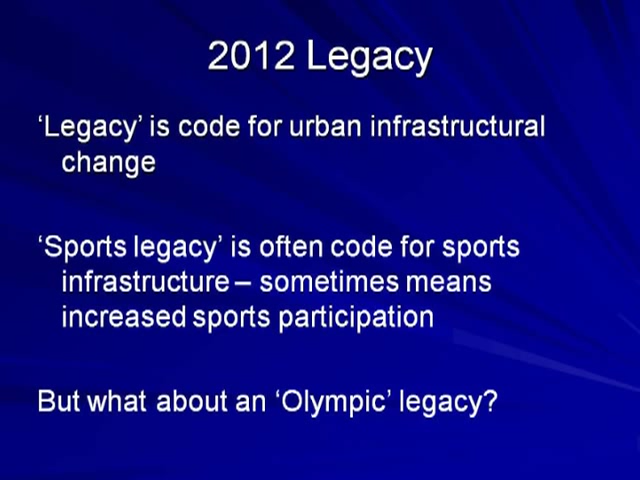 2012 Legacy
‘Legacy’ is code for urban infrastructural
change
‘Sports legacy’ is often code for sports
infrastructure – sometimes means
increased sports participation
But what about an ‘Olympic’ legacy?